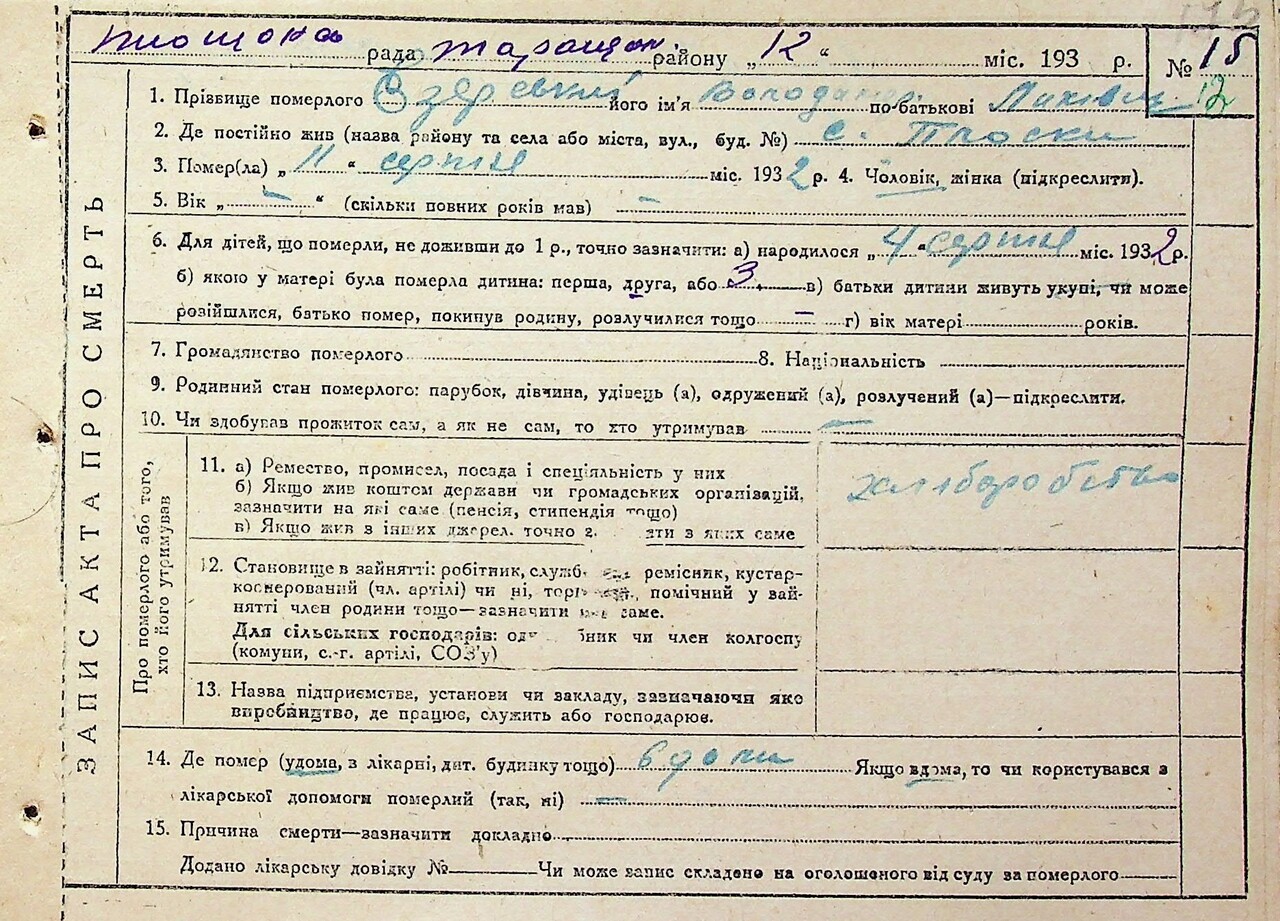 рада Таращан. району „12“ міс. 193 р. № 15
1. Прізвище померлого Озерський його ім'я по-батькові 12
2. Де постійно жив (назва району та села або міста, вул., буд. №) с. Плоски
3. Помер(ла) „11“ серпня міс. 1932 р. 4. Чоловік, жінка (підкреслити).
5. Вік „ – “ (скільки повних років мав) –
6. Для дітей, що померли, не доживши до 1 р., точно зазначити: а) народилося „4“ серпня міс. 1932 р.
б) якою у матері була померла дитина: перша, друга, або 3. в) батьки дитини живуть укупі, чи може
розійшлися, батько помер, покинув родину, розлучилися тощо – г) вік матері років.
7. Громадянство померлого 8. Національність
9. Родинний стан померлого: парубок, дівчина, удівець (а), одружений (а), розлучений (а)—підкреслити.
10. Чи здобував прожиток сам, а як не сам, то хто утримував –
ЗАПИС АКТА ПРО СМЕРТЬ
Про померлого або того,
хто його утримував
11. а) Ремество, промисел, посада і спеціяльність у них
б) Якщо жив коштом держави чи громадських організацій,
зазначити на які саме (пенсія, стипендія тощо)
в) Якщо жив з інших джерел. точно з. яти з яких саме
хліборобство
12. Становище в зайнятті: робітник, служб ремісник, кустар-
коснерований (чл. артілі) чи ні, торг помічний у зай-
нятті член родини тощо—зазначити саме.
Для сільських господарів: од бник чи член колгоспу
(комуни, с.-г. артілі, СОЗ'у)
13. Назва підприємства, установи чи закладу, зазначаючи яке
виробництво, де працює, служить або господарює.
14. Де помер (удома, з лікарні, дит. будинку тощо) вдома Якщо вдома, то чи користувався з
лікарської допомоги померлий (так, ні) –
15. Причина смерти—зазначити докладно
Додано лікарську довідку № Чи може запис складено на оголошеного від суду за померлого